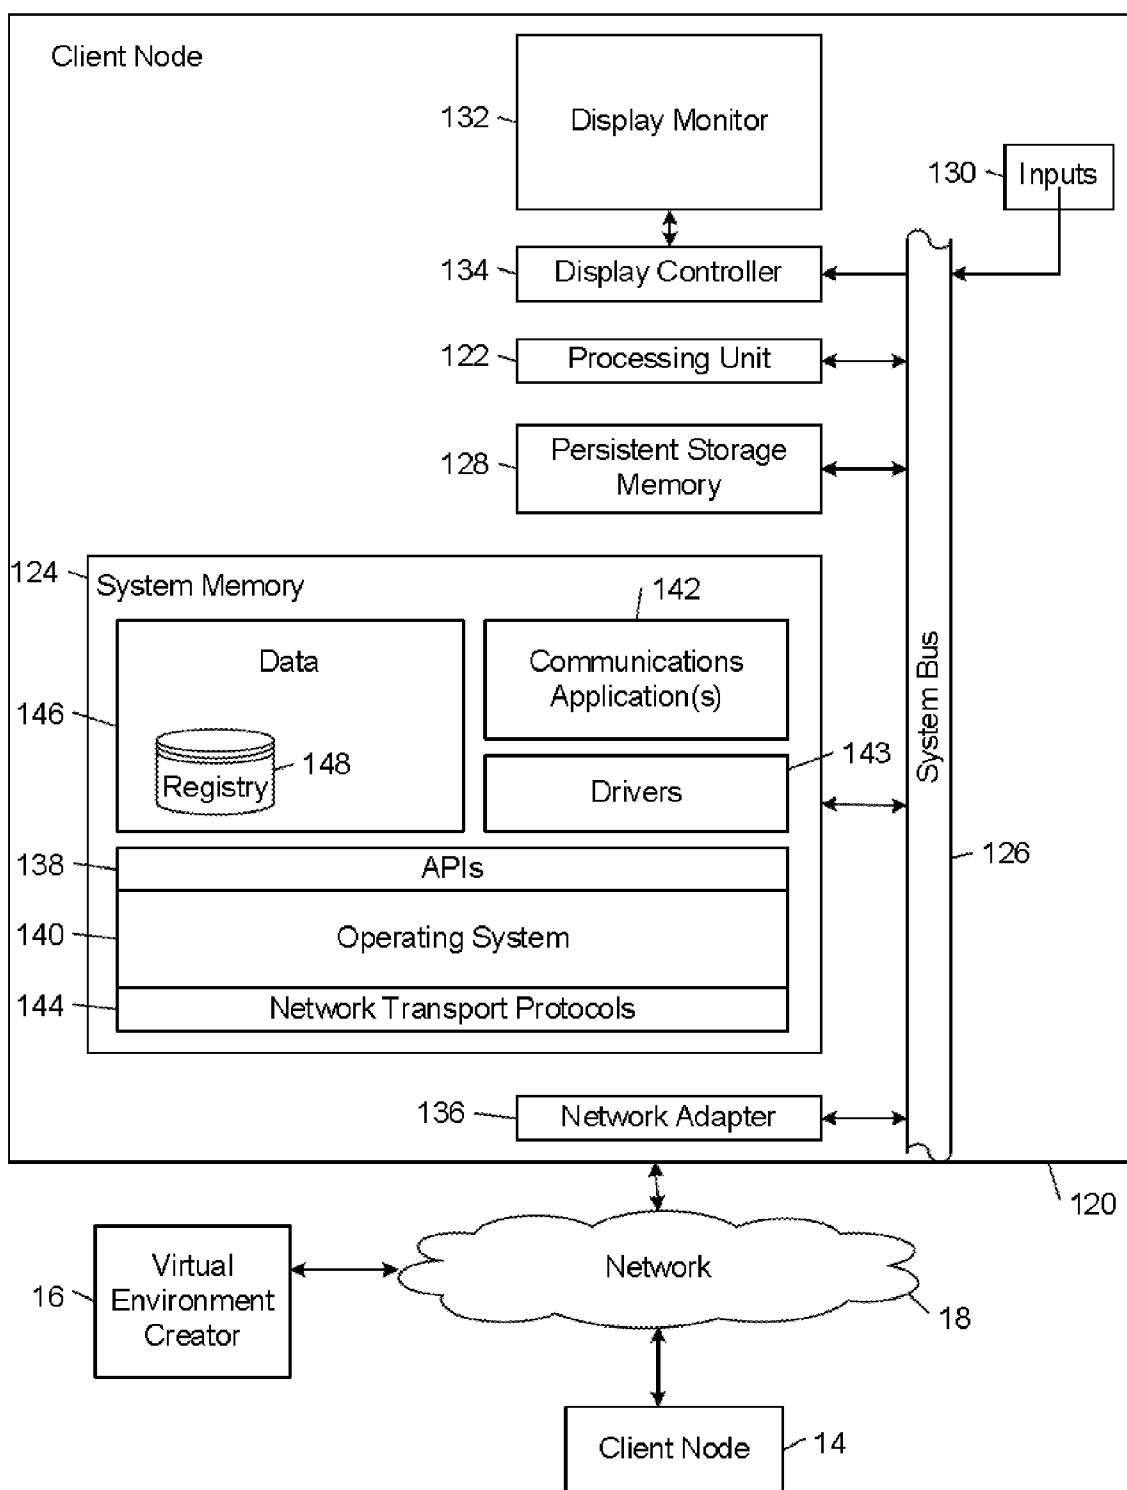 Client Node
132
Display Monitor
130
Inputs
134
Display Controller
122
Processing Unit
128
Persistent Storage
Memory
124
System Memory
142
Data
Communications
Application(s)
146
148
Registry
143
Drivers
System Bus
126
138
APIs
140
Operating System
144
Network Transport Protocols
136
Network Adapter
120
16
Virtual
Environment
Creator
Network
18
Client Node
14